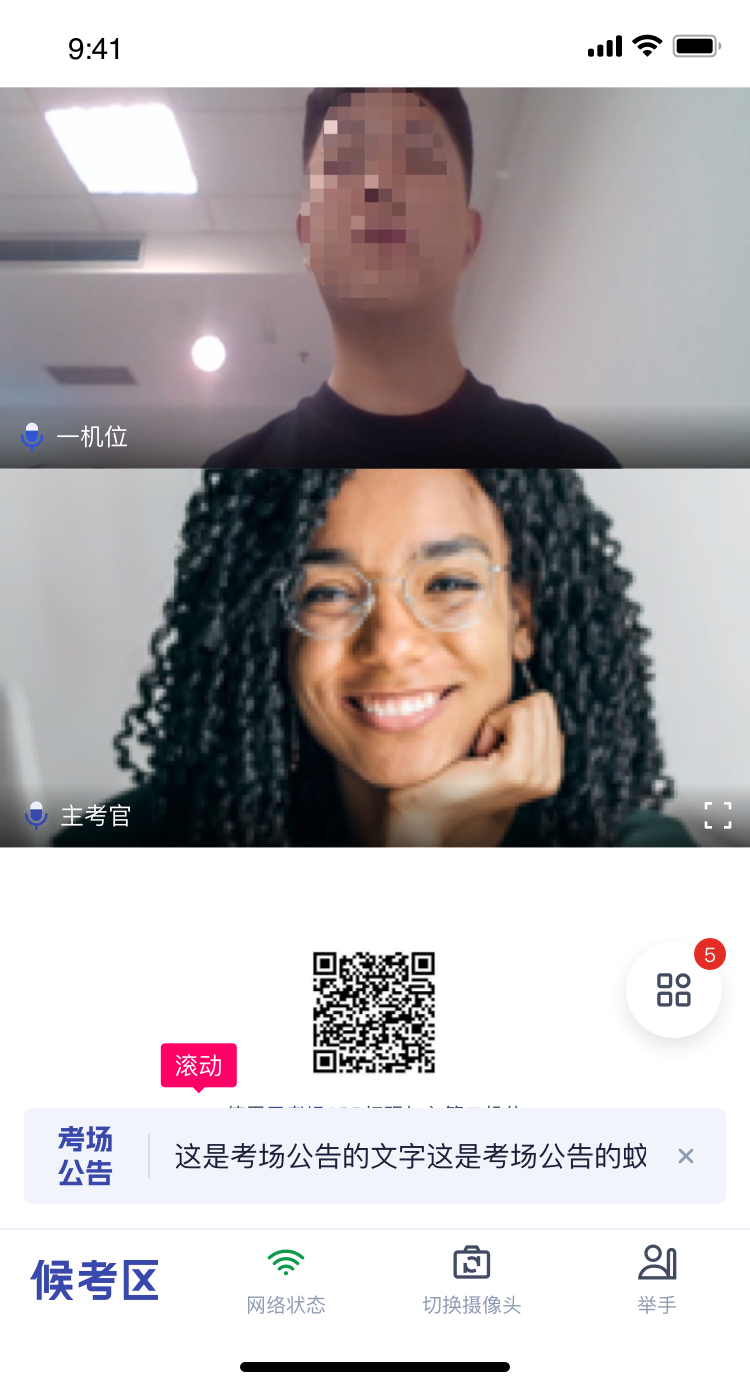 9:41
一机位
主考官
5
滚动
考场
公告
这是考场公告的文字这是考场公告的
候考区
网络状态
切换摄像头
举手